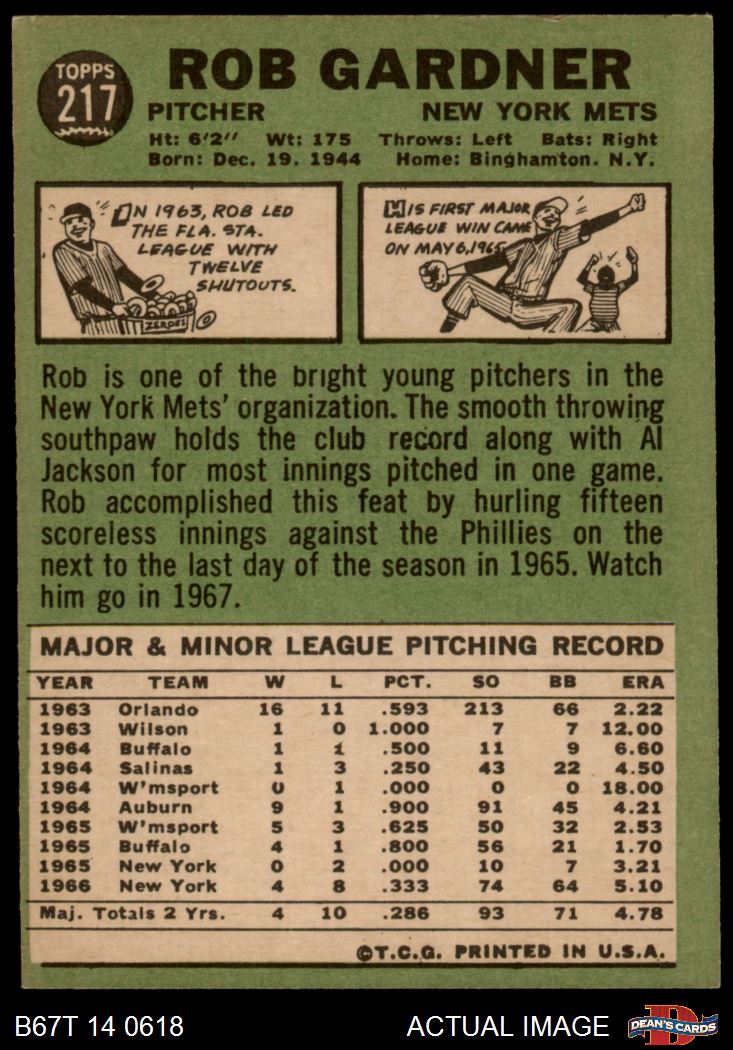 TOPPS
217
ROB GARDNER
PITCHER NEW YORK METS
Ht: 6'2" Wt: 175 Throws: Left Bats: Right
Born: Dec. 19. 1944 Home: Binghamton. N.Y.
ON 1963, ROB LED
THE FLA. STA.
LEAGUE WITH
TWELVE
SHUTOUTS.
ZEROES
HIS FIRST MAJOR
LEAGUE WIN CAME
ON MAY 6, 1966
Rob is one of the bright young pitchers in the
New York Mets' organization. The smooth throwing
southpaw holds the club record along with Al
Jackson for most innings pitched in one game.
Rob accomplished this feat by hurling fifteen
scoreless innings against the Phillies on the
next to the last day of the season in 1965. Watch
him go in 1967.
MAJOR & MINOR LEAGUE PITCHING RECORD
YEAR TEAM W L PCT. SO BB ERA
1963 Orlando 16 11 .593 213 66 2.22
1963 Wilson 1 0 1.000 7 7 12.00
1964 Buffalo 1 1 .500 11 9 6.60
1964 Salinas 1 3 .250 43 22 4.50
1964 W'msport 0 1 .000 0 0 18.00
1964 Auburn 9 1 .900 91 45 4.21
1965 W'msport 5 3 .625 50 32 2.53
1965 Buffalo 4 1 .800 56 21 1.70
1965 New York 0 2 .000 10 7 3.21
1966 New York 4 8 .333 74 64 5.10
Maj. Totals 2 Yrs. 4 10 .286 93 71 4.78
©T.C.G. PRINTED IN U.S.A.
B67T 14 0618 ACTUAL IMAGE
DEAN'S CARDS